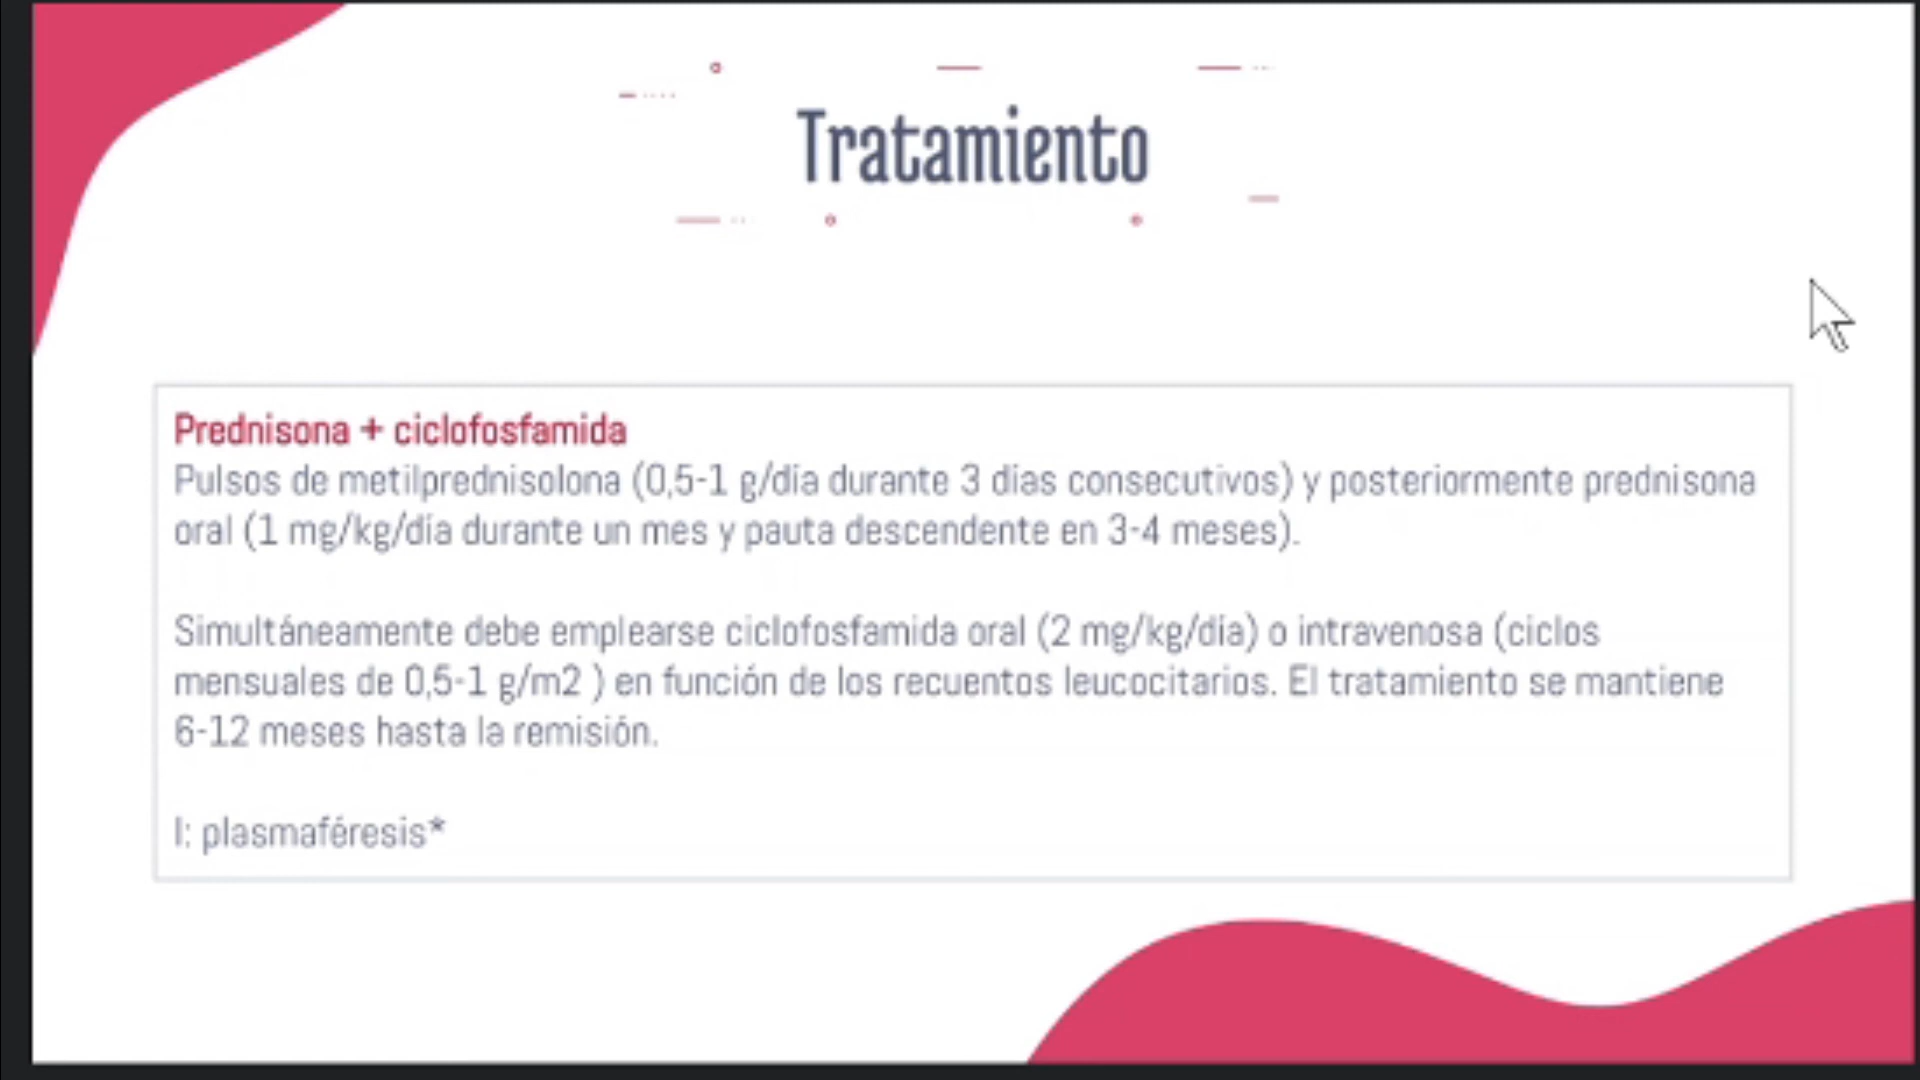 Tratamiento
Prednisona + ciclofosfamida
Pulsos de metilprednisolona (0,5-1 g/día durante 3 días consecutivos) y posteriormente prednisona
oral (1 mg/kg/día durante un mes y pauta descendente en 3-4 meses).
Simultáneamente debe emplearse ciclofosfamida oral (2 mg/kg/día) o intravenosa (ciclos
mensuales de 0,5-1 g/m2 ) en función de los recuentos leucocitarios. El tratamiento se mantiene
6-12 meses hasta la remisión.
I: plasmaféresis*